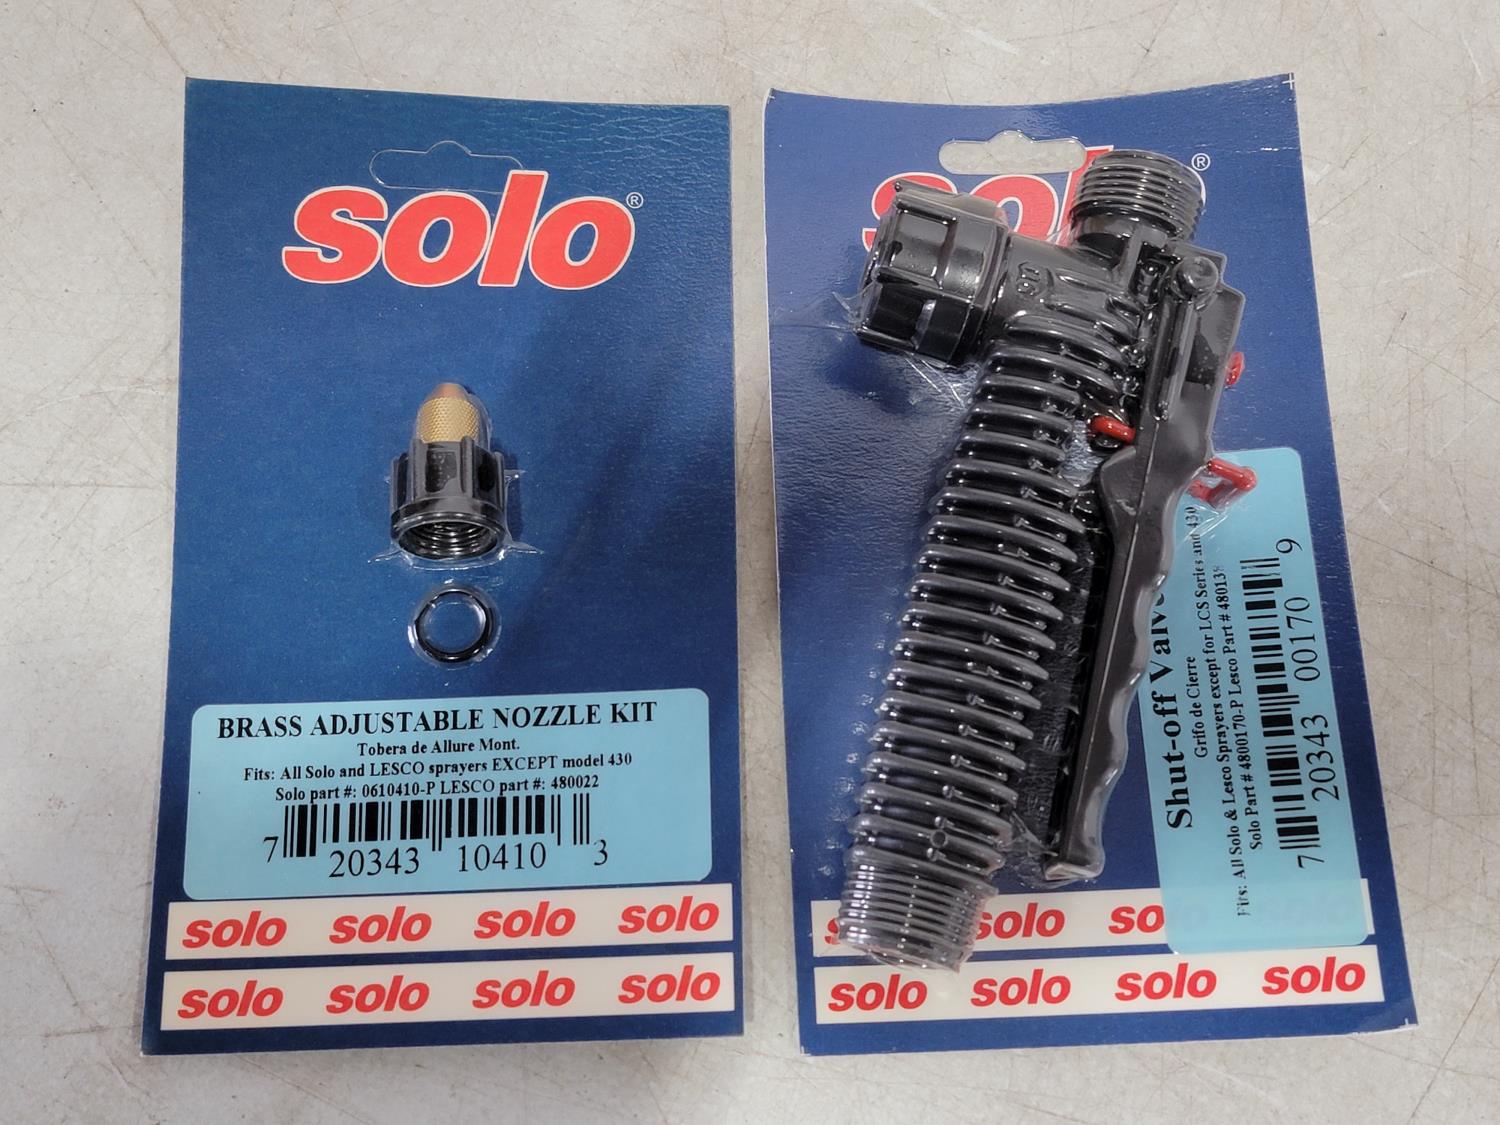 solo®
BRASS ADJUSTABLE NOZZLE KIT
Tobera de Allure Mont.
Fits: All Solo and LESCO sprayers EXCEPT model 430
Solo part #: 0610410-P LESCO part #: 480022
7 20343 10410 3
solo solo solo solo
solo solo solo solo
solo®
Shut-off Valve
Grifo de Cierre
Fits: All Solo & Lesco Sprayers except for LCS Series and 430
Solo Part # 4800170-P Lesco Part # 480138
7 20343 00170 9
solo solo
solo solo solo solo